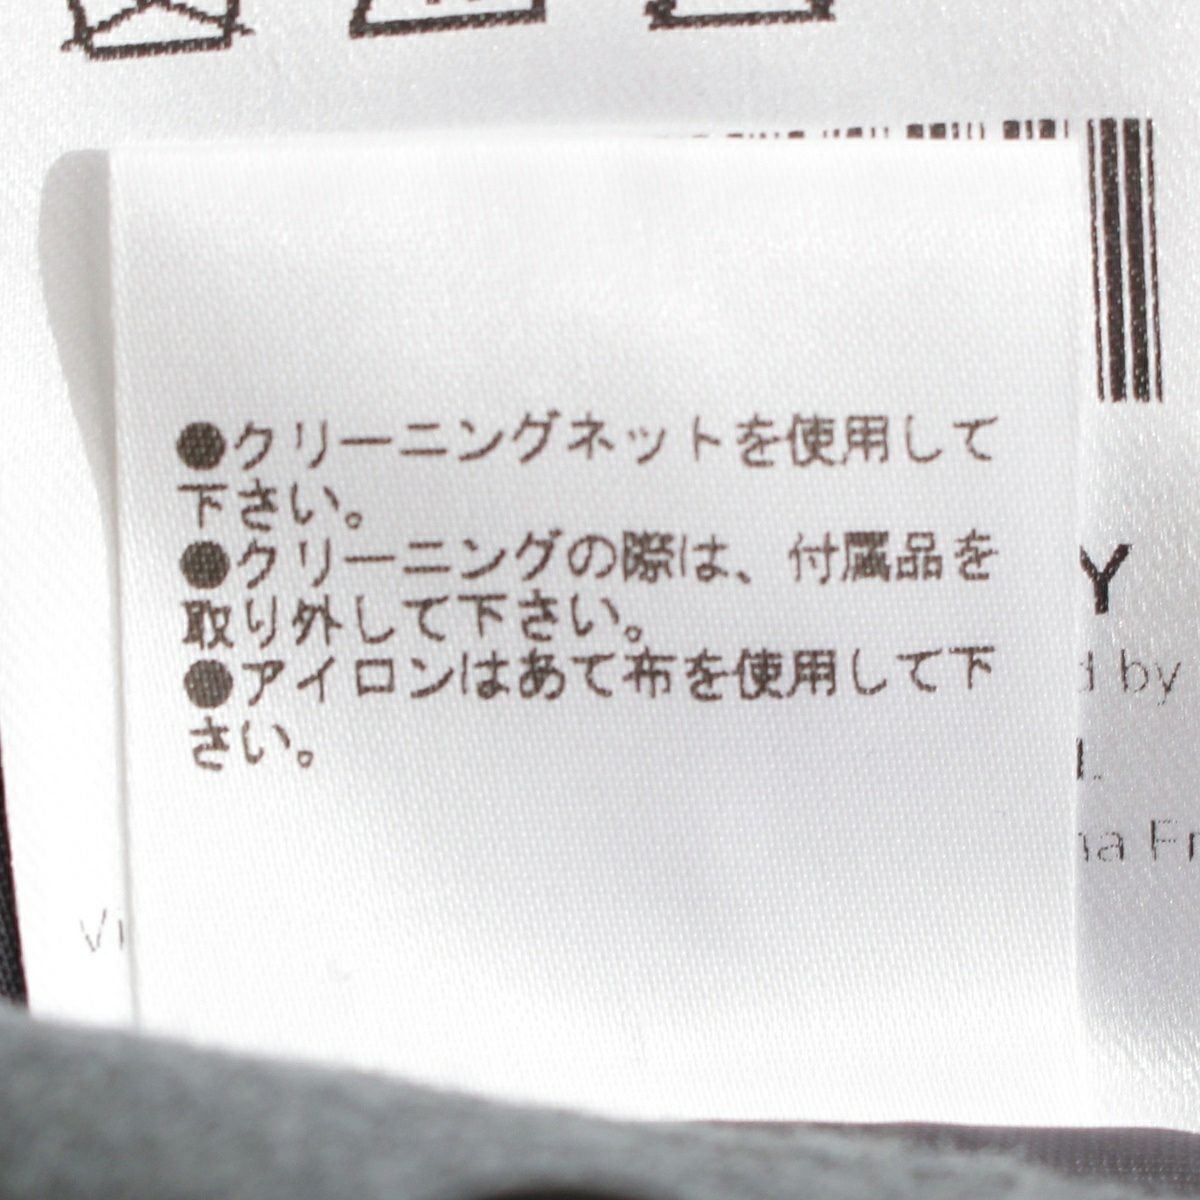 ●クリーニングネットを使用して
下さい。
●クリーニングの際は、付属品を
取り外して下さい。
●アイロンはあて布を使用して下
さい。
Y
by